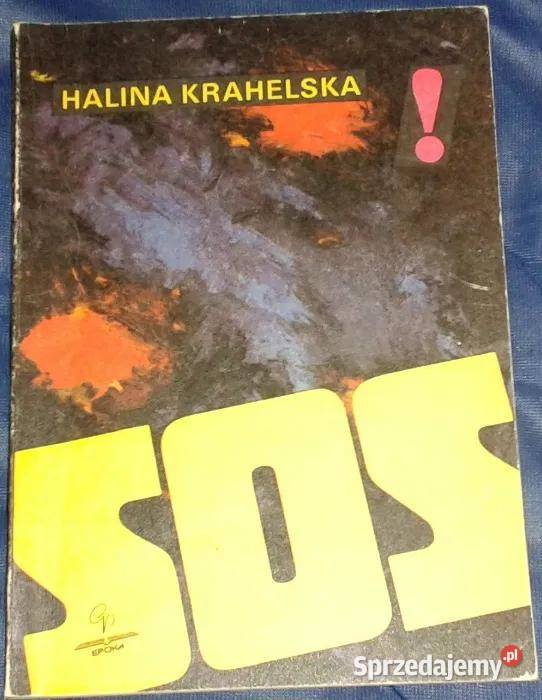 HALINA KRAHELSKA
!
SOS
EPOKA
Sprzedajemy.pl